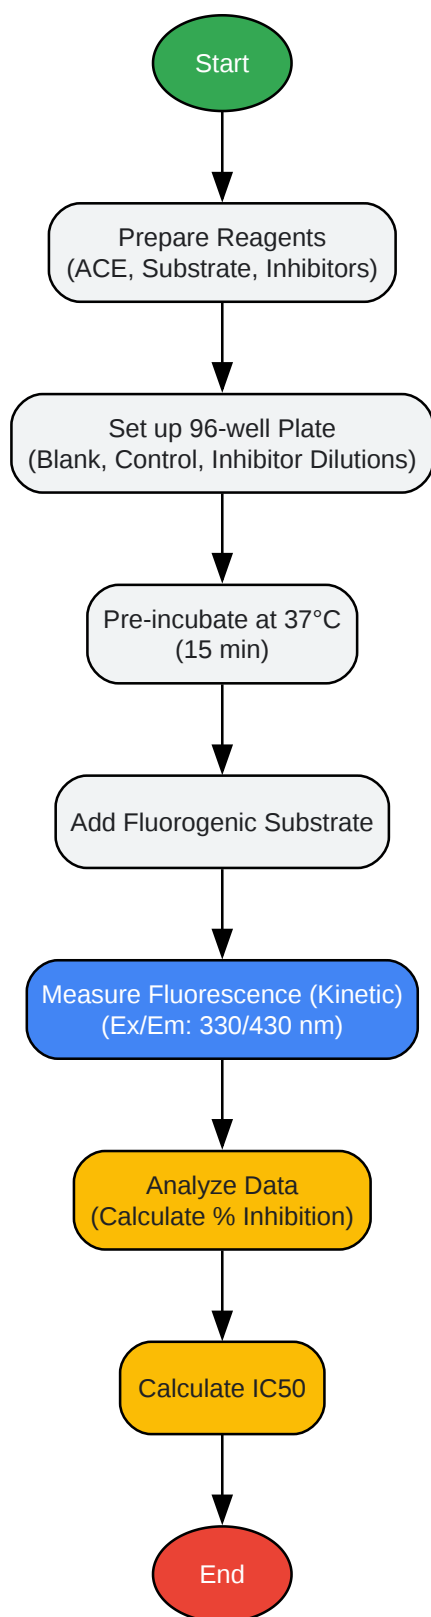 Start
Prepare Reagents
(ACE, Substrate, Inhibitors)
Set up 96-well Plate
(Blank, Control, Inhibitor Dilutions)
Pre-incubate at 37°C
(15 min)
Add Fluorogenic Substrate
Measure Fluorescence (Kinetic)
(Ex/Em: 330/430 nm)
Analyze Data
(Calculate % Inhibition)
Calculate IC50
End